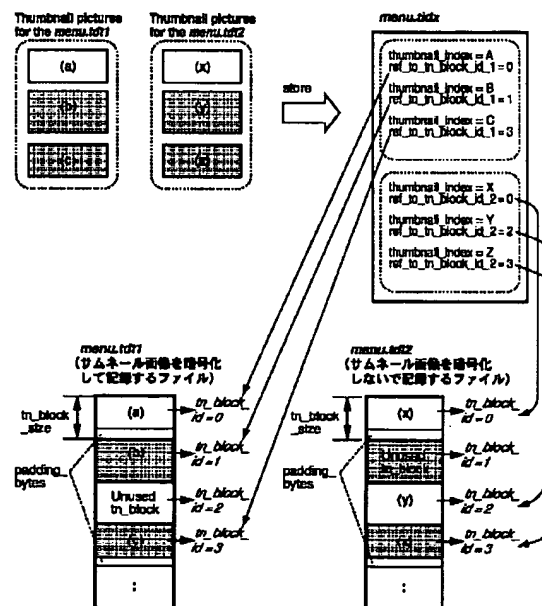 Thumbnail pictures
for the menu.tdt1
Thumbnail pictures
for the menu.tdt2
menu.tidx
(a)
(b)
(c)
(x)
(y)
store
thumbnail_index = A
ref_to_tn_block_id_1=0
thumbnail_index = B
ref_to_tn_block_id_1=1
thumbnail_index = C
ref_to_tn_block_id_1=3
thumbnail_index = X
ref_to_tn_block_id_2=0
thumbnail_index = Y
ref_to_tn_block_id_2=2
thumbnail_index = Z
ref_to_tn_block_id_2=3
menu.tdt1
(サムネール画像を暗号化
して記録するファイル)
tn_block
_size
padding_
bytes
(a)
(b)
Unused
tn_block
(c)
:
tn_block_
id=0
tn_block_
id=1
tn_block_
id=2
tn_block_
id=3
menu.tdt2
(サムネール画像を暗号化
しないで記録するファイル)
tn_block
_size
padding_
bytes
(x)
Unused
tn_block
(y)
:
tn_block_
id=0
tn_block_
id=1
tn_block_
id=2
tn_block_
id=3